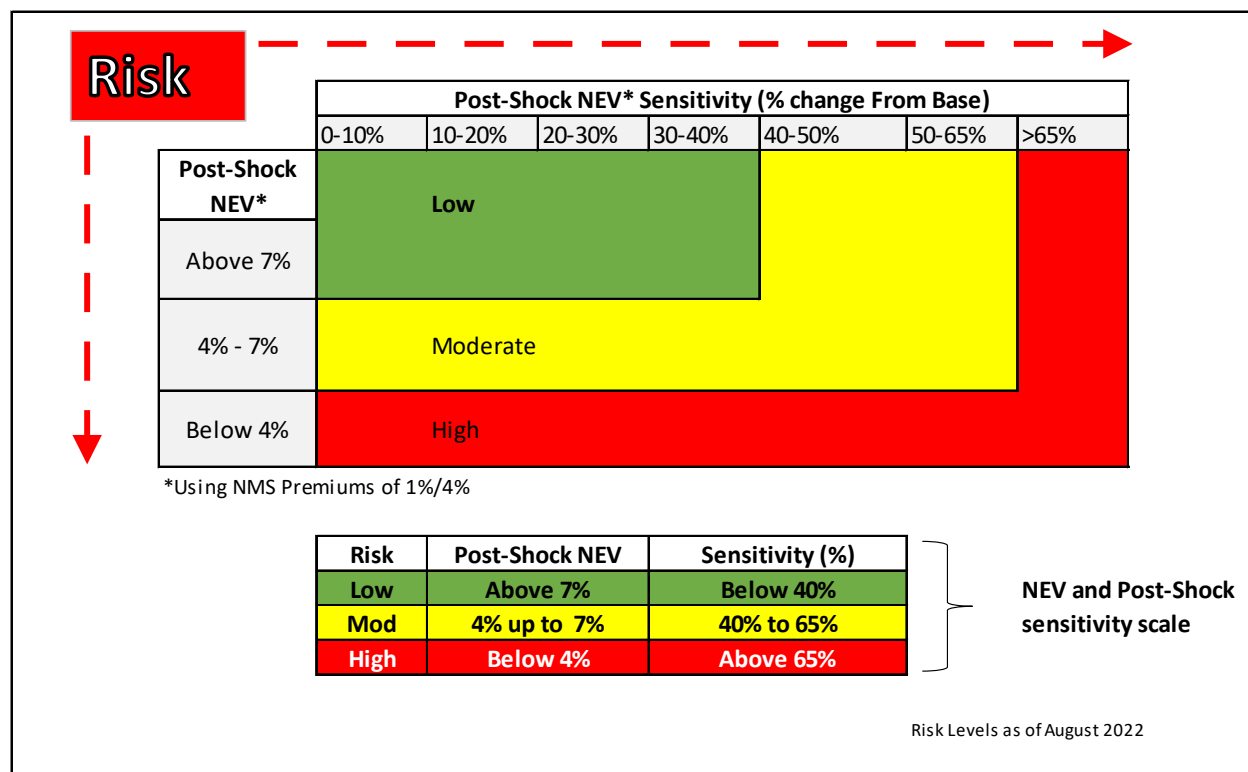 Risk
Post-Shock NEV* Sensitivity (% change From Base)
0-10% 10-20% 20-30% 30-40% 40-50% 50-65% >65%
Post-Shock
NEV*
Low
Above 7%
4% - 7% Moderate
Below 4% High
*Using NMS Premiums of 1%/4%
Risk Post-Shock NEV Sensitivity (%)
Low Above 7% Below 40%
Mod 4% up to 7% 40% to 65%
High Below 4% Above 65%
NEV and Post-Shock
sensitivity scale
Risk Levels as of August 2022